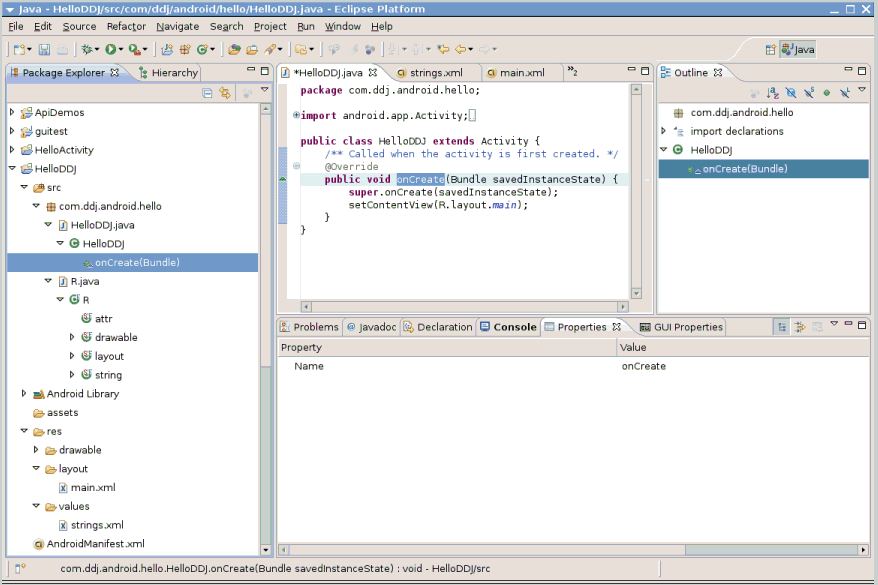 Java - HelloDDJ/src/com/ddj/android/hello/HelloDDJ.java - Eclipse Platform
File Edit Source Refactor Navigate Search Project Run Window Help
Java
Package Explorer
Hierarchy
ApiDemos
guitest
HelloActivity
HelloDDJ
src
com.ddj.android.hello
HelloDDJ.java
HelloDDJ
onCreate(Bundle)
R.java
R
attr
drawable
layout
string
Android Library
assets
res
drawable
layout
main.xml
values
strings.xml
AndroidManifest.xml
*HelloDDJ.java
strings.xml
main.xml
»2
package com.ddj.android.hello;
import android.app.Activity;
public class HelloDDJ extends Activity {
/** Called when the activity is first created. */
@Override
public void onCreate(Bundle savedInstanceState) {
super.onCreate(savedInstanceState);
setContentView(R.layout.main);
}
}
Outline
com.ddj.android.hello
import declarations
HelloDDJ
onCreate(Bundle)
Problems
@ Javadoc
Declaration
Console
Properties
GUI Properties
Property Value
Name onCreate
com.ddj.android.hello.HelloDDJ.onCreate(Bundle savedInstanceState) : void - HelloDDJ/src